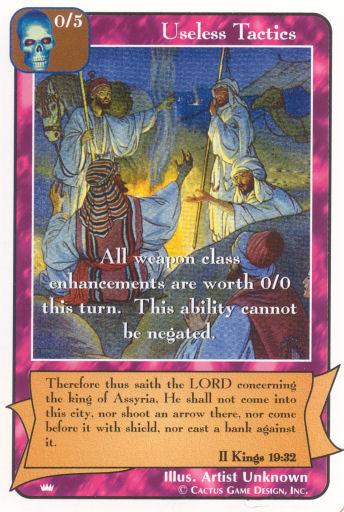 0/5
Useless Tactics
All weapon class
enhancements are worth 0/0
this turn. This ability cannot
be negated.
Therefore thus saith the LORD concerning
the king of Assyria, He shall not come into
this city, nor shoot an arrow there, nor come
before it with shield, nor cast a bank against
it.
II Kings 19:32
Illus. Artist Unknown
© Cactus Game Design, Inc.